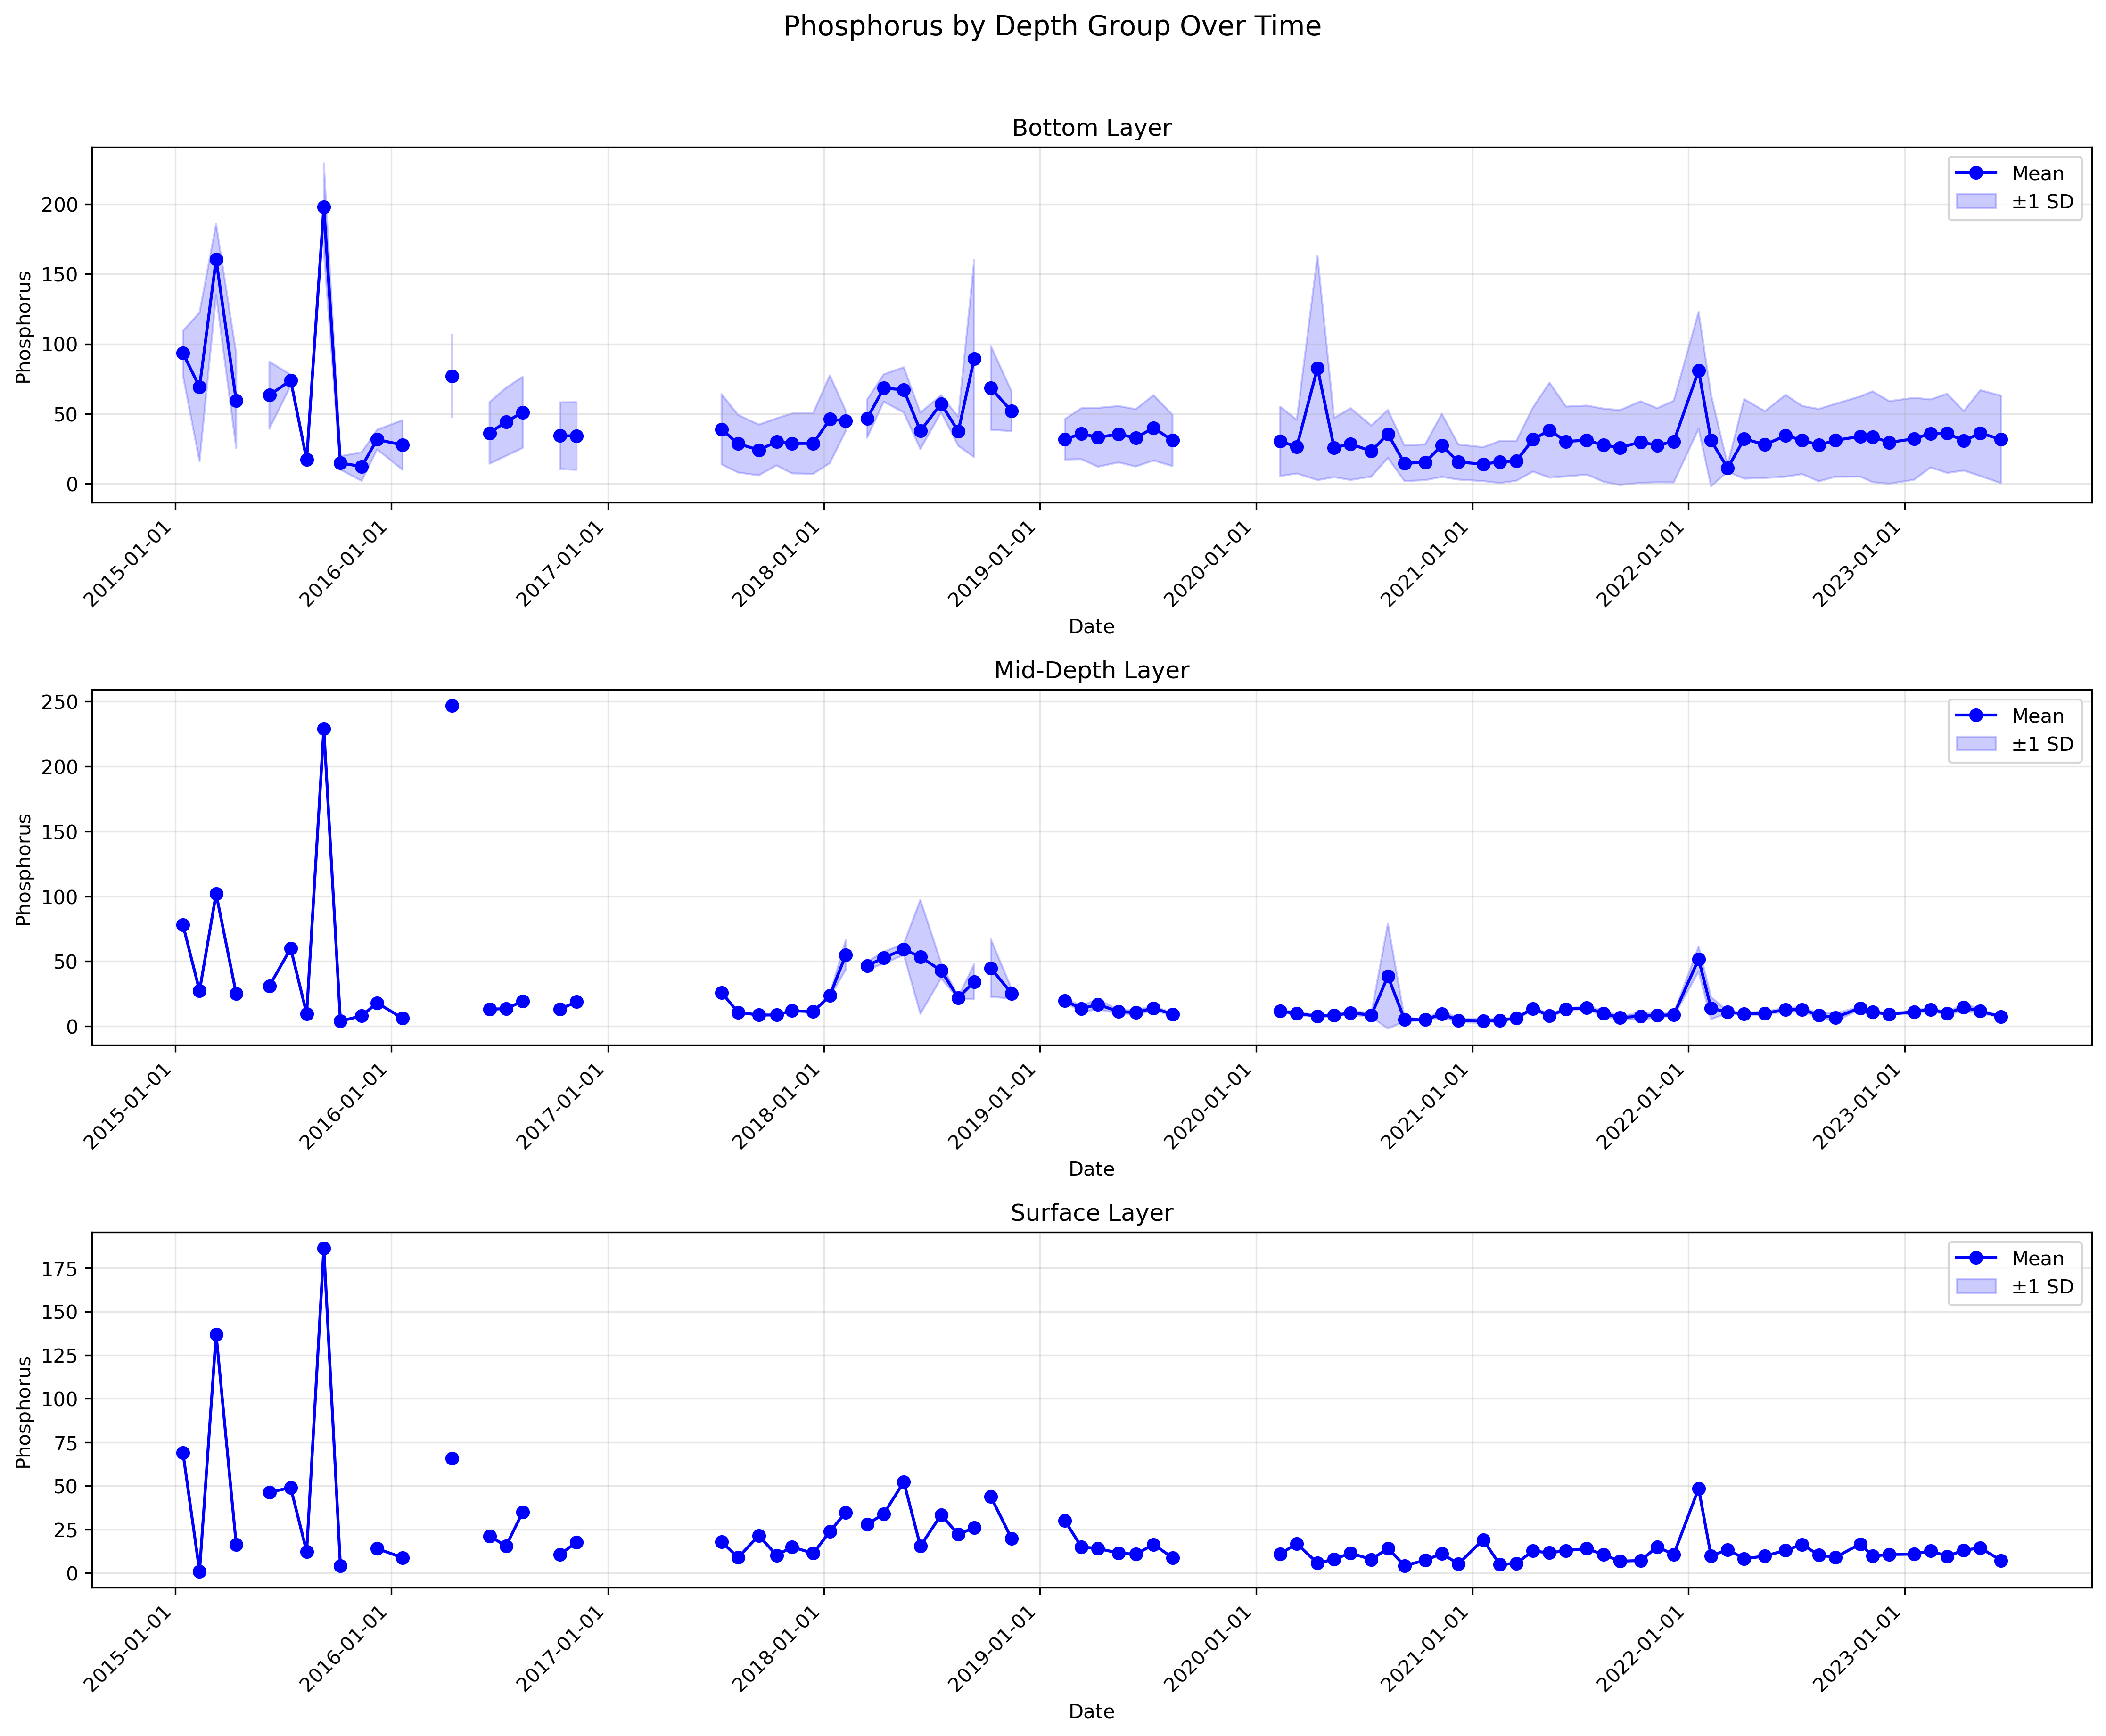 Phosphorus by Depth Group Over Time
Bottom Layer
Phosphorus
200
150
100
50
0
Mean
±1 SD
2015-01-01
2016-01-01
2017-01-01
2018-01-01
2019-01-01
2020-01-01
2021-01-01
2022-01-01
2023-01-01
Date
Mid-Depth Layer
Phosphorus
250
200
150
100
50
0
Mean
±1 SD
2015-01-01
2016-01-01
2017-01-01
2018-01-01
2019-01-01
2020-01-01
2021-01-01
2022-01-01
2023-01-01
Date
Surface Layer
Phosphorus
175
150
125
100
75
50
25
0
Mean
±1 SD
2015-01-01
2016-01-01
2017-01-01
2018-01-01
2019-01-01
2020-01-01
2021-01-01
2022-01-01
2023-01-01
Date